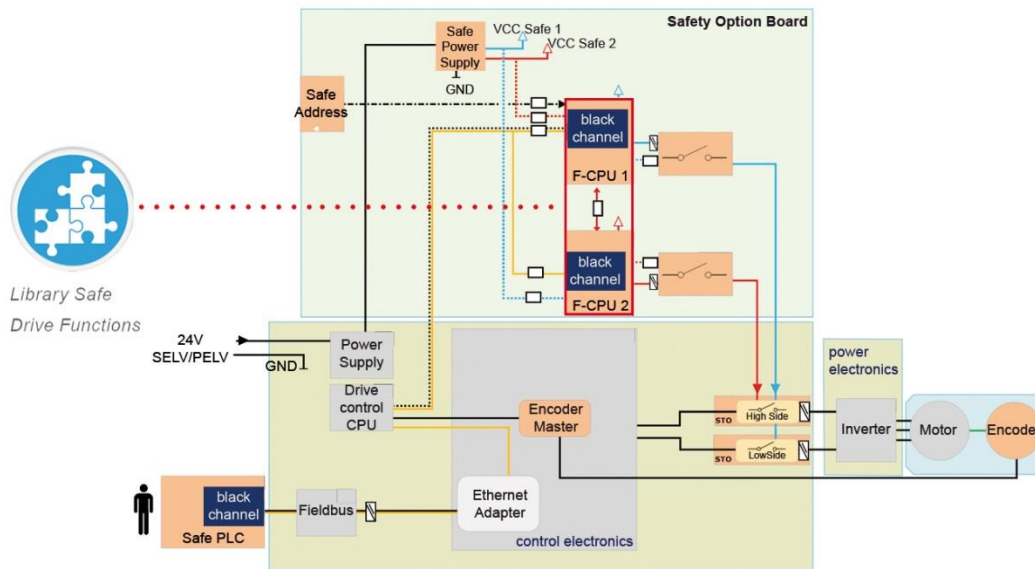 Safety Option Board
VCC Safe 1
VCC Safe 2
Safe
Power
Supply
GND
Safe
Address
black
channel
F-CPU 1
black
channel
F-CPU 2
Library Safe
Drive Functions
24V
SELV/PELV
GND
Power
Supply
Drive
control
CPU
Encoder
Master
power
electronics
High Side
STO
LowSide
STO
Inverter
Motor
Encode
Ethernet
Adapter
black
channel
Safe PLC
Fieldbus
control electronics